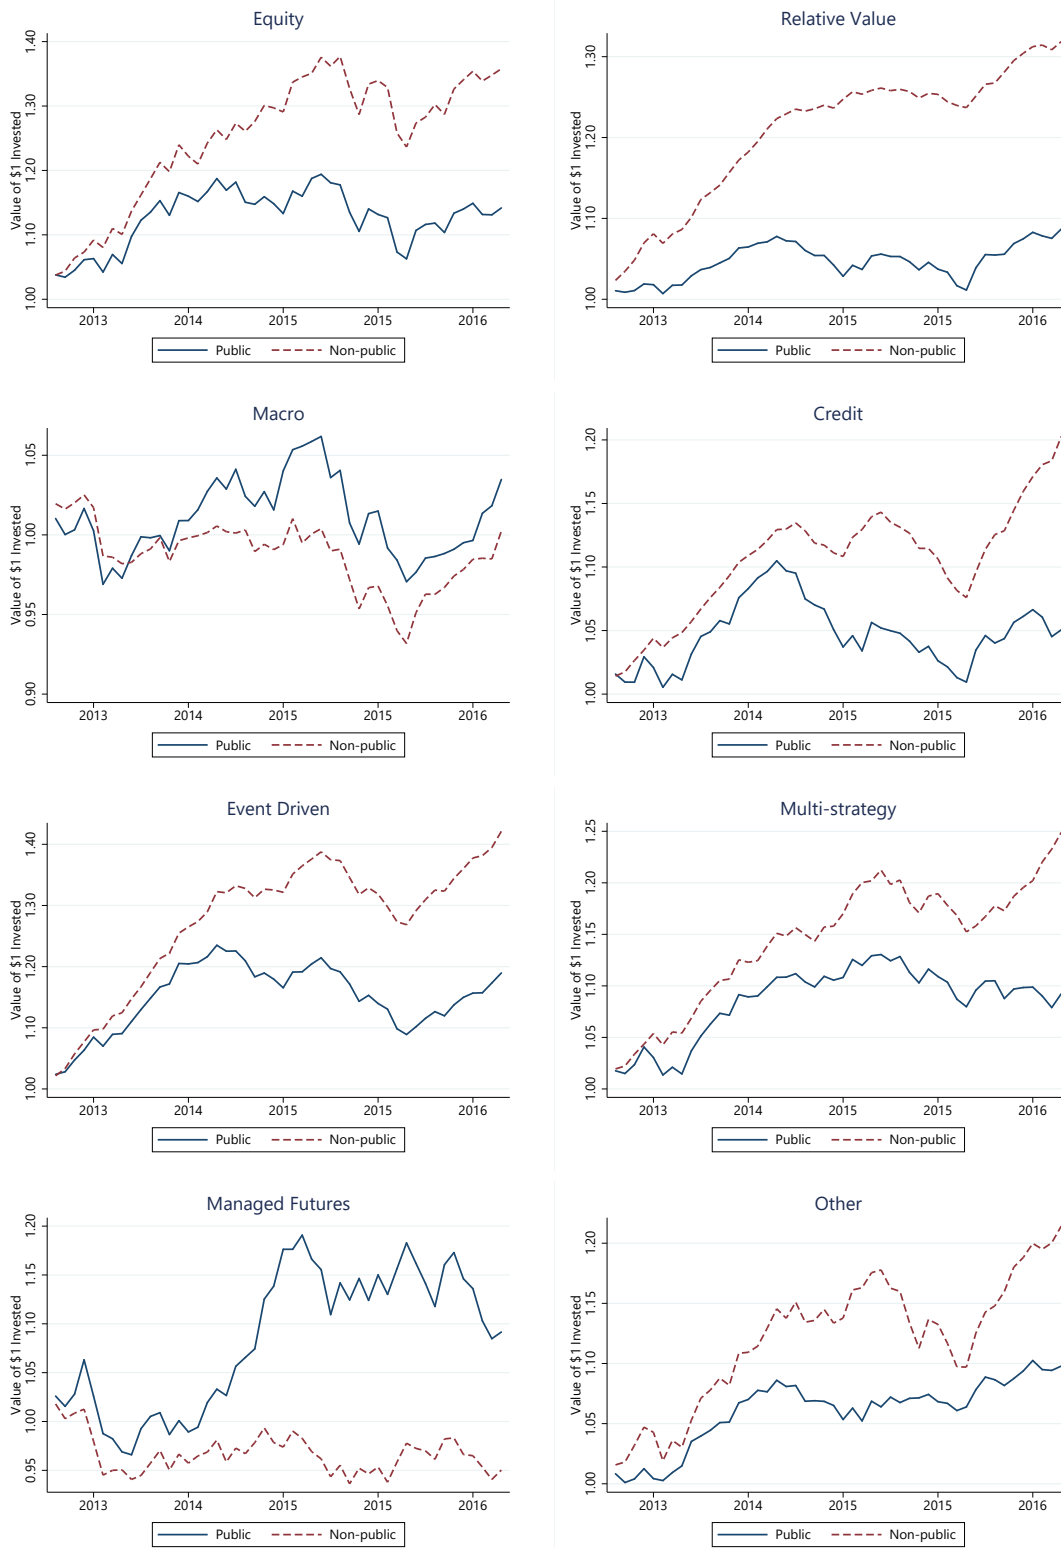 Equity
Value of $1 Invested
1.40
1.30
1.20
1.10
1.00
2013 2014 2015 2015 2016
Public Non-public
Relative Value
Value of $1 Invested
1.30
1.20
1.10
1.00
2013 2014 2015 2015 2016
Public Non-public
Macro
Value of $1 Invested
1.05
1.00
0.95
0.90
2013 2014 2015 2015 2016
Public Non-public
Credit
Value of $1 Invested
1.20
1.15
1.10
1.05
1.00
2013 2014 2015 2015 2016
Public Non-public
Event Driven
Value of $1 Invested
1.40
1.30
1.20
1.10
1.00
2013 2014 2015 2015 2016
Public Non-public
Multi-strategy
Value of $1 Invested
1.25
1.20
1.15
1.10
1.05
1.00
2013 2014 2015 2015 2016
Public Non-public
Managed Futures
Value of $1 Invested
1.20
1.15
1.10
1.05
1.00
0.95
2013 2014 2015 2015 2016
Public Non-public
Other
Value of $1 Invested
1.20
1.15
1.10
1.05
1.00
2013 2014 2015 2015 2016
Public Non-public